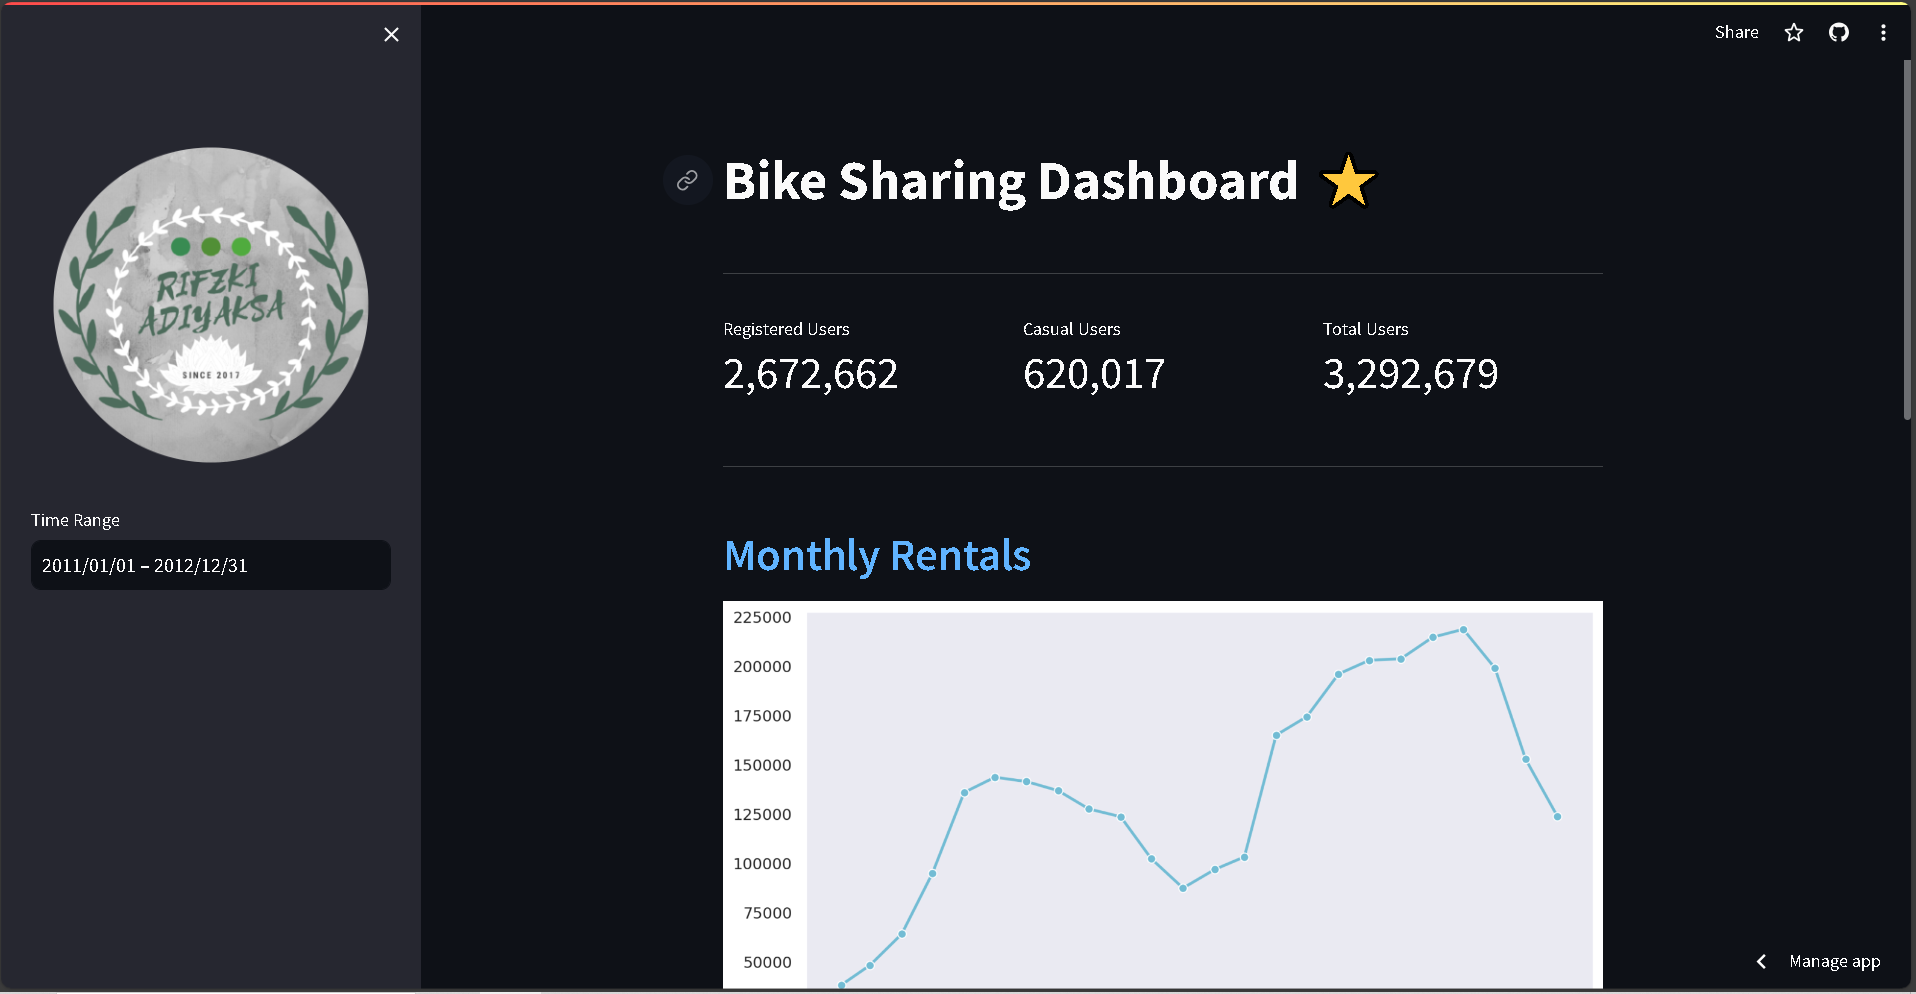 Share
RIFZKI
ADIYAKSA
SINCE 2017
Time Range
2011/01/01 – 2012/12/31
Bike Sharing Dashboard
Registered Users
2,672,662
Casual Users
620,017
Total Users
3,292,679
Monthly Rentals
225000
200000
175000
150000
125000
100000
75000
50000
Manage app